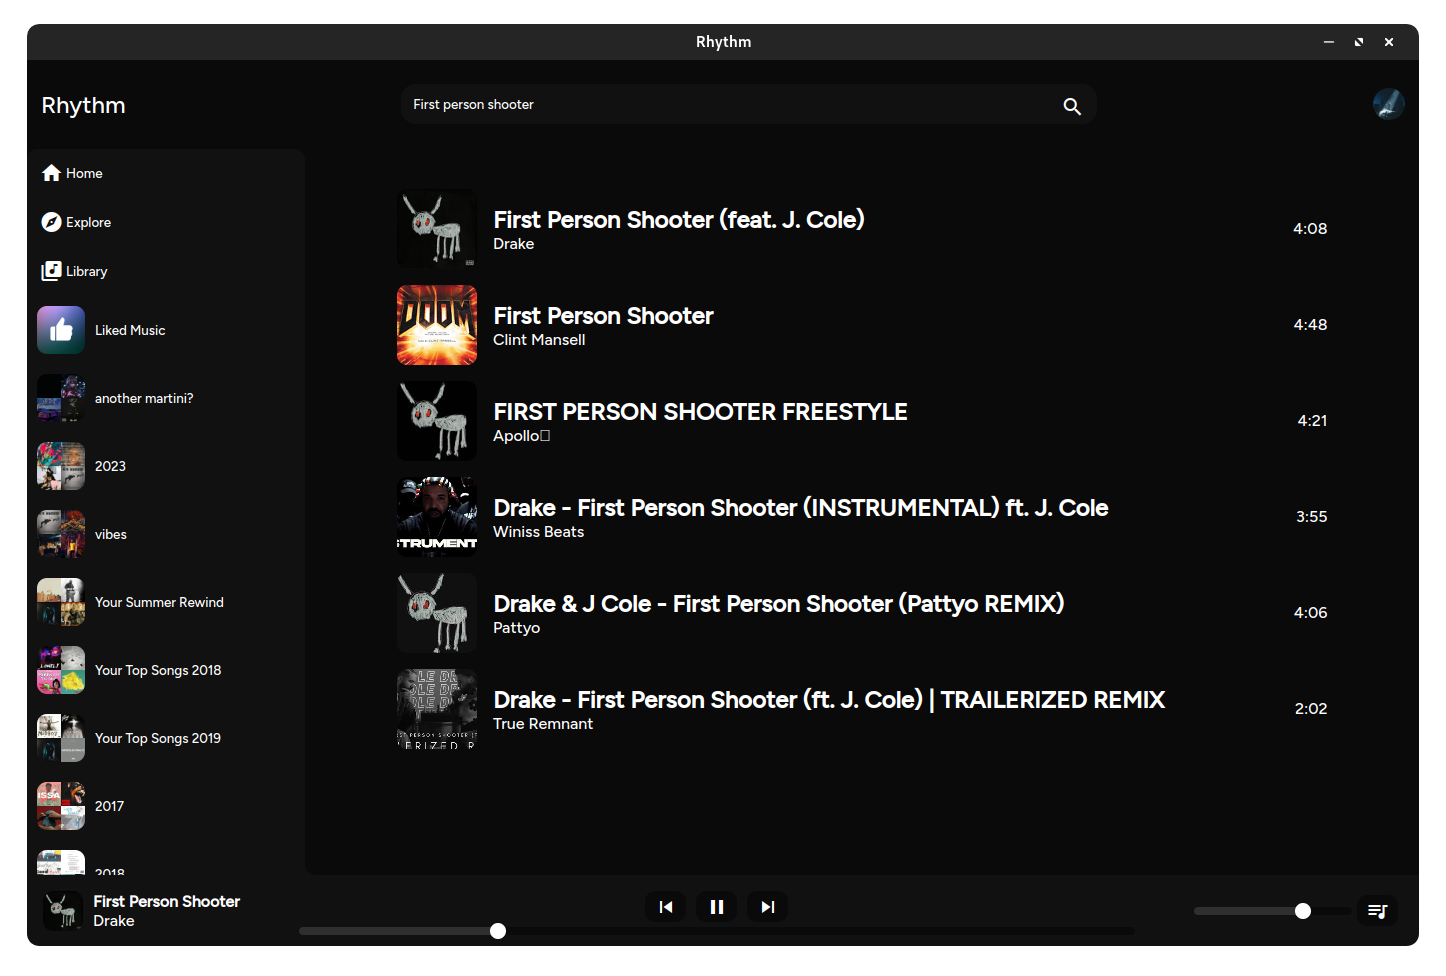 Rhythm
Rhythm
First person shooter
Home
Explore
Library
Liked Music
another martini?
2023
vibes
Your Summer Rewind
Your Top Songs 2018
Your Top Songs 2019
ISSA
2017
2018
First Person Shooter (feat. J. Cole)
Drake
4:08
DOOM
First Person Shooter
Clint Mansell
4:48
FIRST PERSON SHOOTER FREESTYLE
Apollo
4:21
STRUMENT
Drake - First Person Shooter (INSTRUMENTAL) ft. J. Cole
Winiss Beats
3:55
Drake & J Cole - First Person Shooter (Pattyo REMIX)
Pattyo
4:06
Drake - First Person Shooter (ft. J. Cole) | TRAILERIZED REMIX
True Remnant
2:02
First Person Shooter
Drake